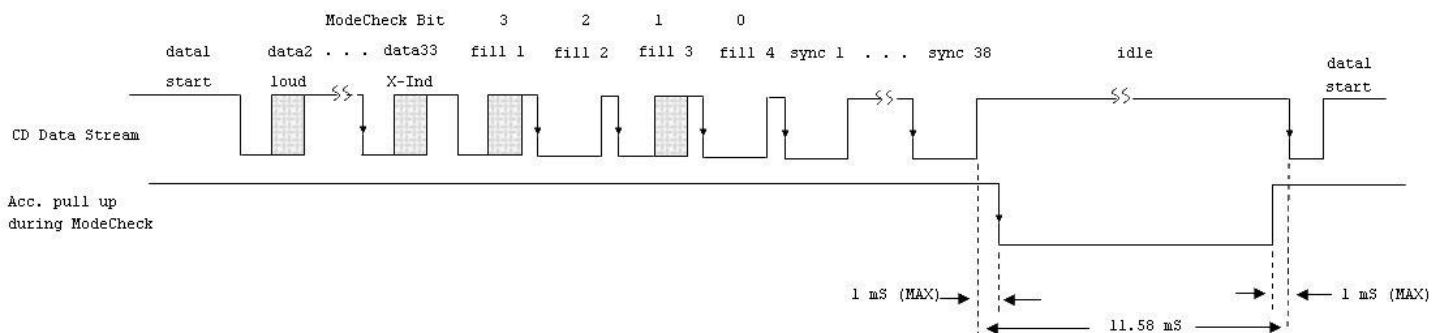 ModeCheck Bit 3 2 1 0
data1 data2 . . . data33 fill 1 fill 2 fill 3 fill 4 sync 1 . . . sync 38 idle data1
start loud X-Ind start
CD Data Stream
Acc. pull up
during ModeCheck
1 mS (MAX) 1 mS (MAX)
11.58 mS